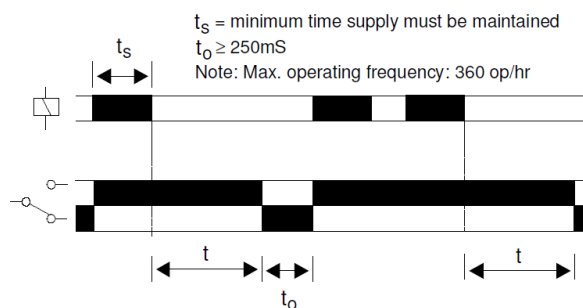 tS = minimum time supply must be maintained
tO ≥ 250mS
Note: Max. operating frequency: 360 op/hr
tS
t
tO
t